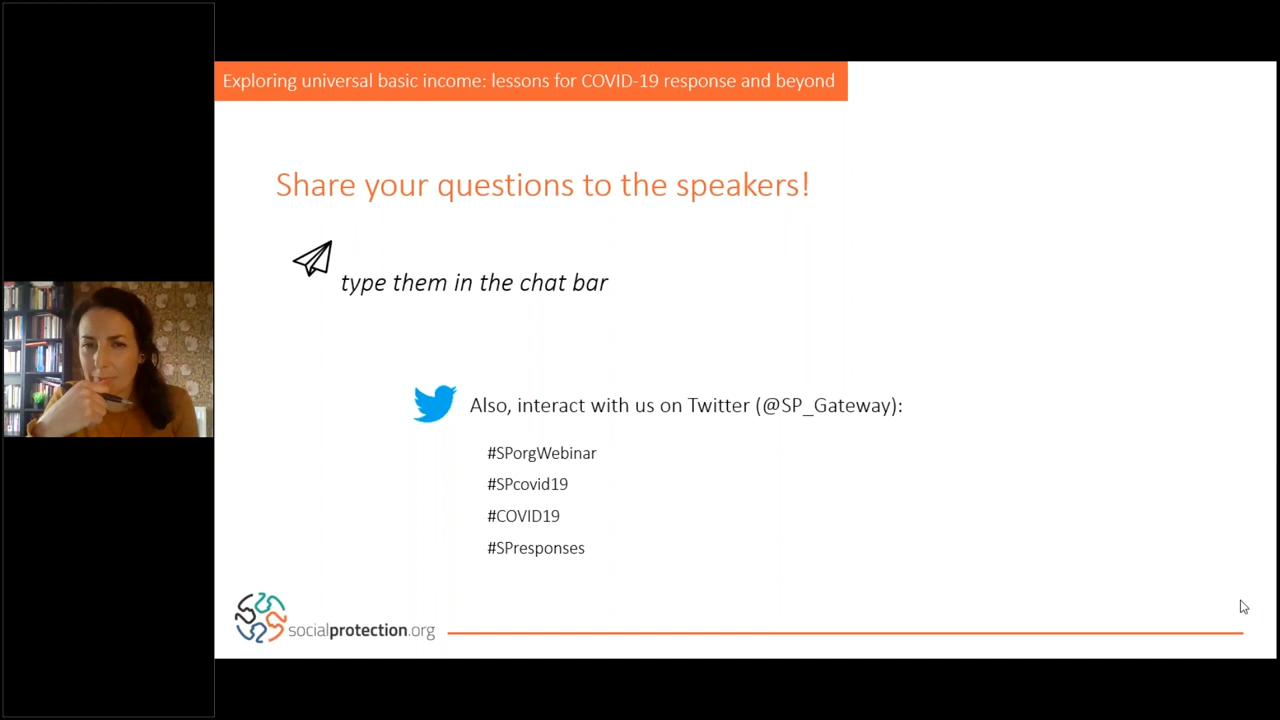 Exploring universal basic income: lessons for COVID-19 response and beyond
Share your questions to the speakers!
type them in the chat bar
Also, interact with us on Twitter (@SP_Gateway):
#SPorgWebinar
#SPcovid19
#COVID19
#SPresponses
socialprotection.org